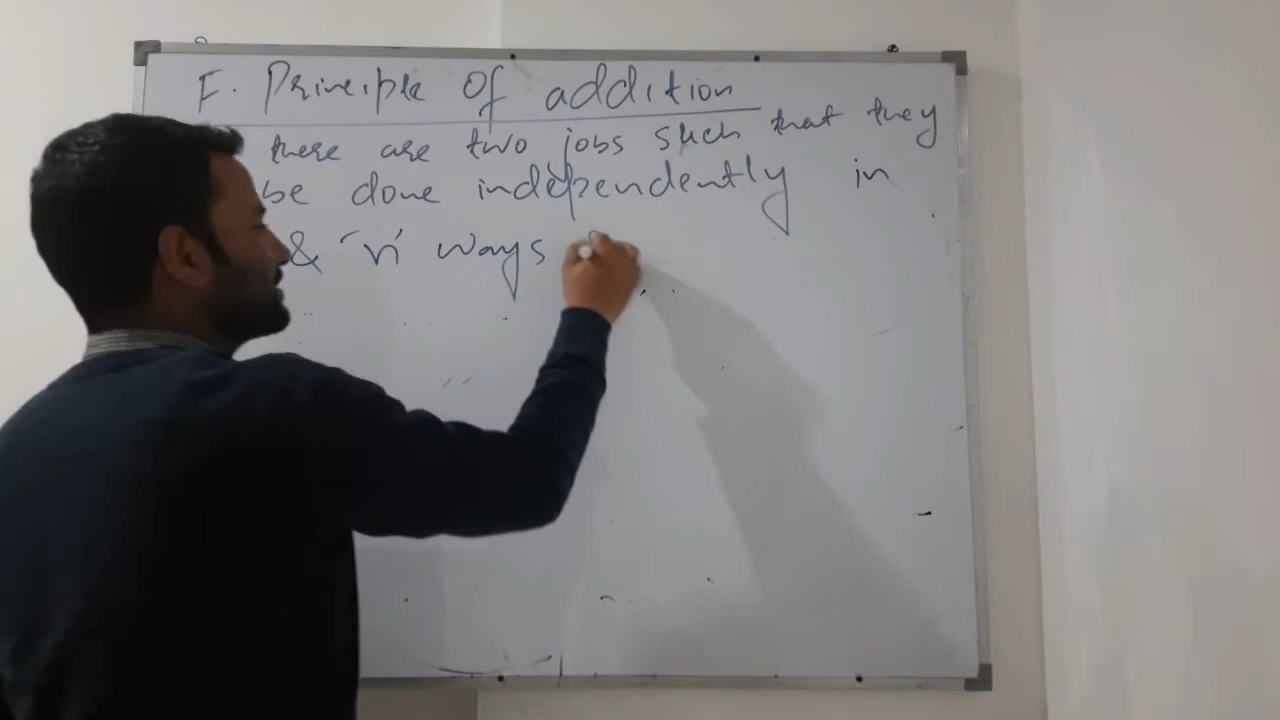 F. Principle of addition
there are two jobs such that they
be done independently in
& 'n' ways